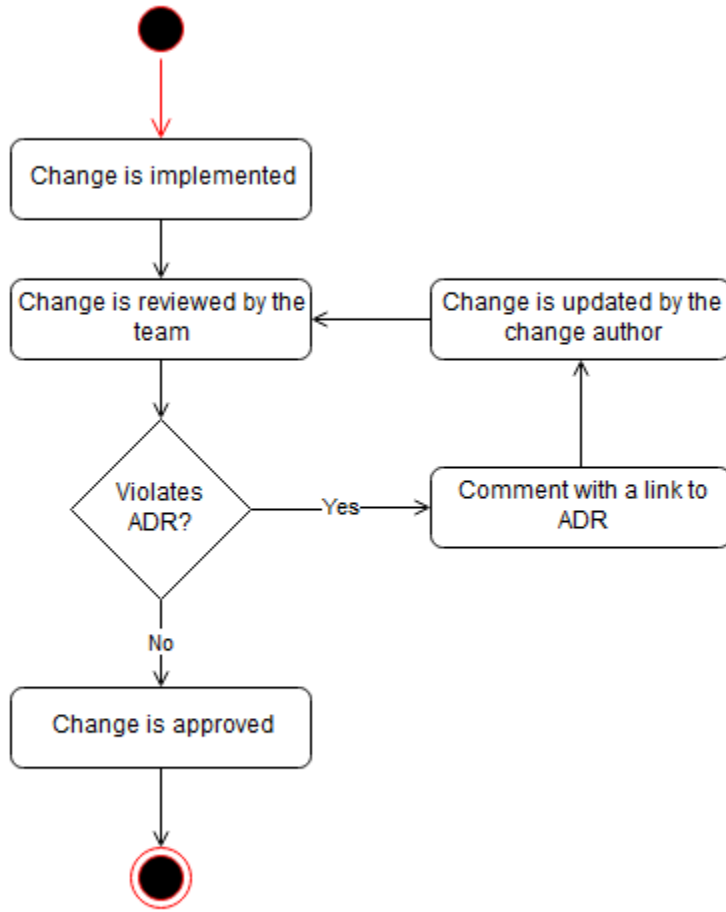 Change is implemented
Change is reviewed by the
team
Change is updated by the
change author
Violates
ADR?
Yes
Comment with a link to
ADR
No
Change is approved